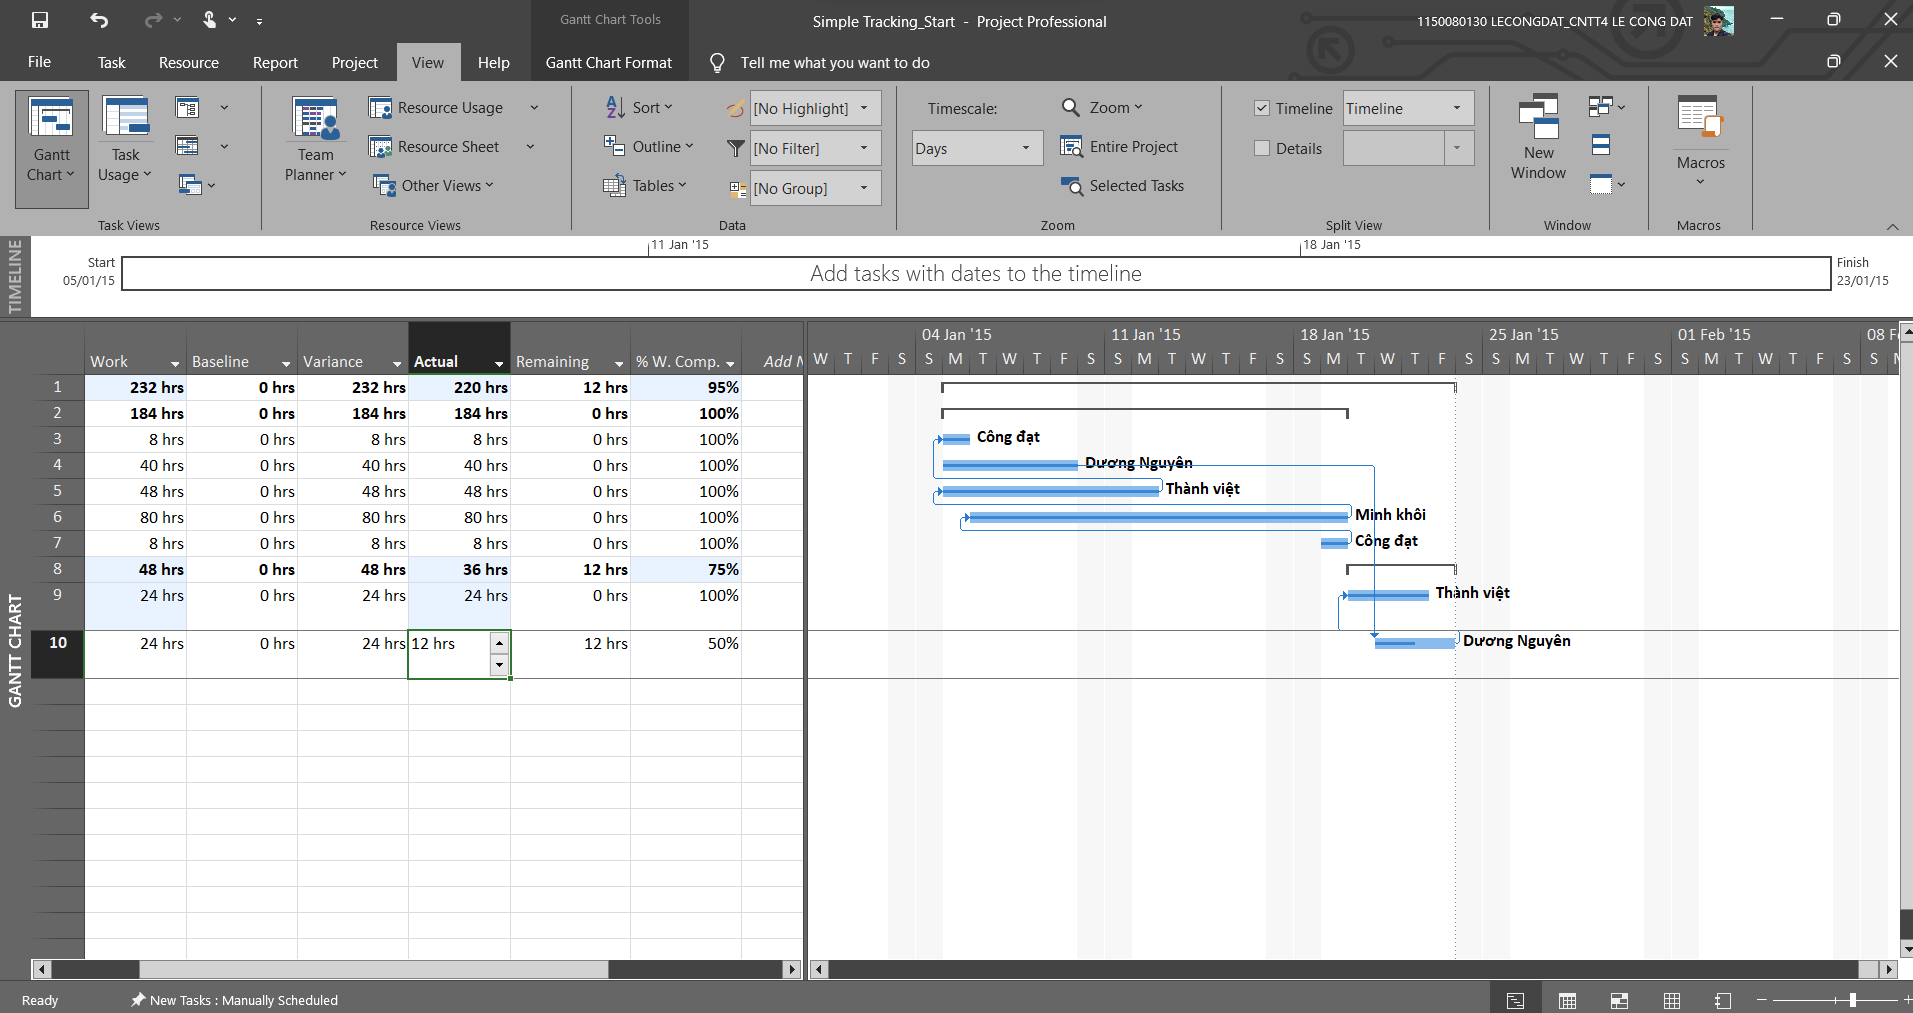 Gantt Chart Tools
Simple Tracking_Start - Project Professional
1150080130 LECONGDAT_CNTT4 LE CONG DAT
File Task Resource Report Project View Help Gantt Chart Format Tell me what you want to do
Gantt Chart
Task Usage
Task Views
Team Planner
Resource Usage
Resource Sheet
Other Views
Resource Views
Sort
Outline
Tables
[No Highlight]
[No Filter]
[No Group]
Data
Timescale:
Days
Zoom
Entire Project
Selected Tasks
Zoom
Timeline Timeline
Details
Split View
New Window
Window
Macros
Macros
TIMELINE
11 Jan '15 18 Jan '15
Start
05/01/15
Add tasks with dates to the timeline
Finish
23/01/15
GANTT CHART
Work Baseline Variance Actual Remaining % W. Comp. Add
1 232 hrs 0 hrs 232 hrs 220 hrs 12 hrs 95%
2 184 hrs 0 hrs 184 hrs 184 hrs 0 hrs 100%
3 8 hrs 0 hrs 8 hrs 8 hrs 0 hrs 100%
4 40 hrs 0 hrs 40 hrs 40 hrs 0 hrs 100%
5 48 hrs 0 hrs 48 hrs 48 hrs 0 hrs 100%
6 80 hrs 0 hrs 80 hrs 80 hrs 0 hrs 100%
7 8 hrs 0 hrs 8 hrs 8 hrs 0 hrs 100%
8 48 hrs 0 hrs 48 hrs 36 hrs 12 hrs 75%
9 24 hrs 0 hrs 24 hrs 24 hrs 0 hrs 100%
10 24 hrs 0 hrs 24 hrs 12 hrs 12 hrs 50%
04 Jan '15 11 Jan '15 18 Jan '15 25 Jan '15 01 Feb '15 08
W T F S S M T W T F S S M T W T F S S M T W T F S S M T W T F S S M T W T F S S
Công đạt
Dương Nguyên
Thành việt
Minh khôi
Công đạt
Thành việt
Dương Nguyên
Ready New Tasks : Manually Scheduled